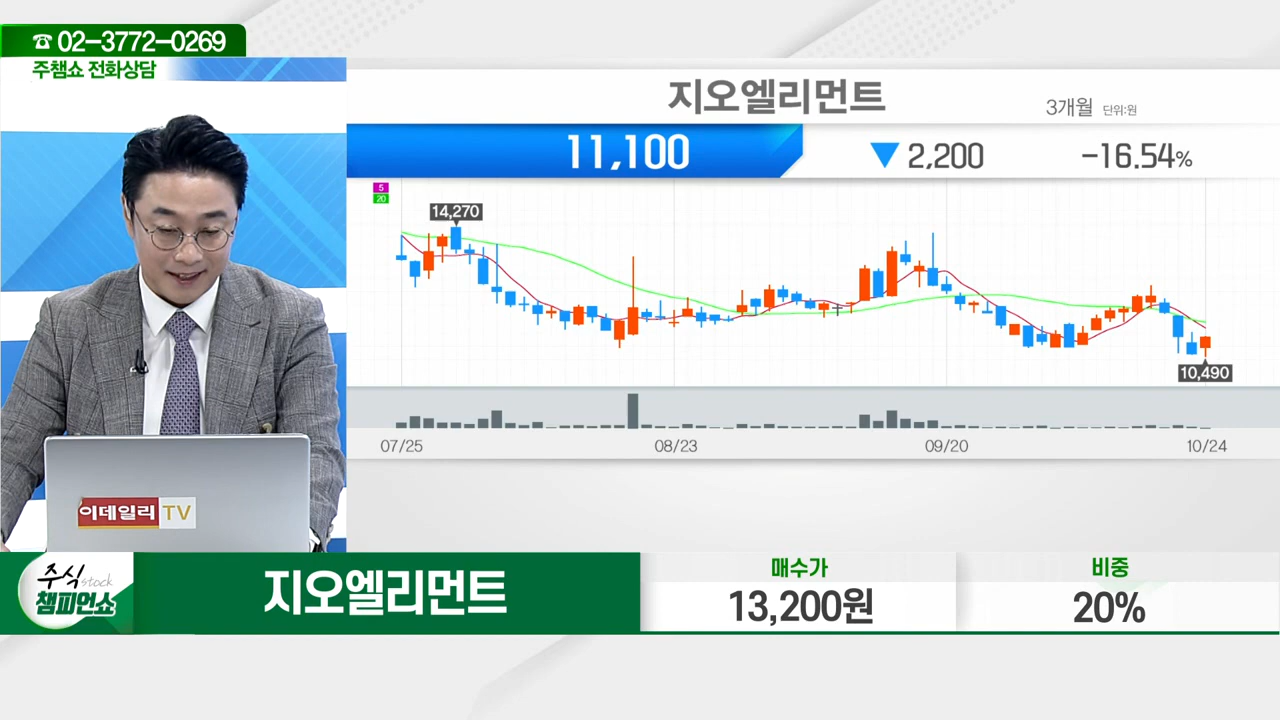 ☎ 02-3772-0269
주챔쇼 전화상담
지오엘리먼트
3개월 단위:원
11,100 ▼ 2,200 -16.54%
5
20
14,270
10,490
07/25 08/23 09/20 10/24
이데일리 TV
주식 stock
챔피언쇼
지오엘리먼트
매수가
13,200원
비중
20%